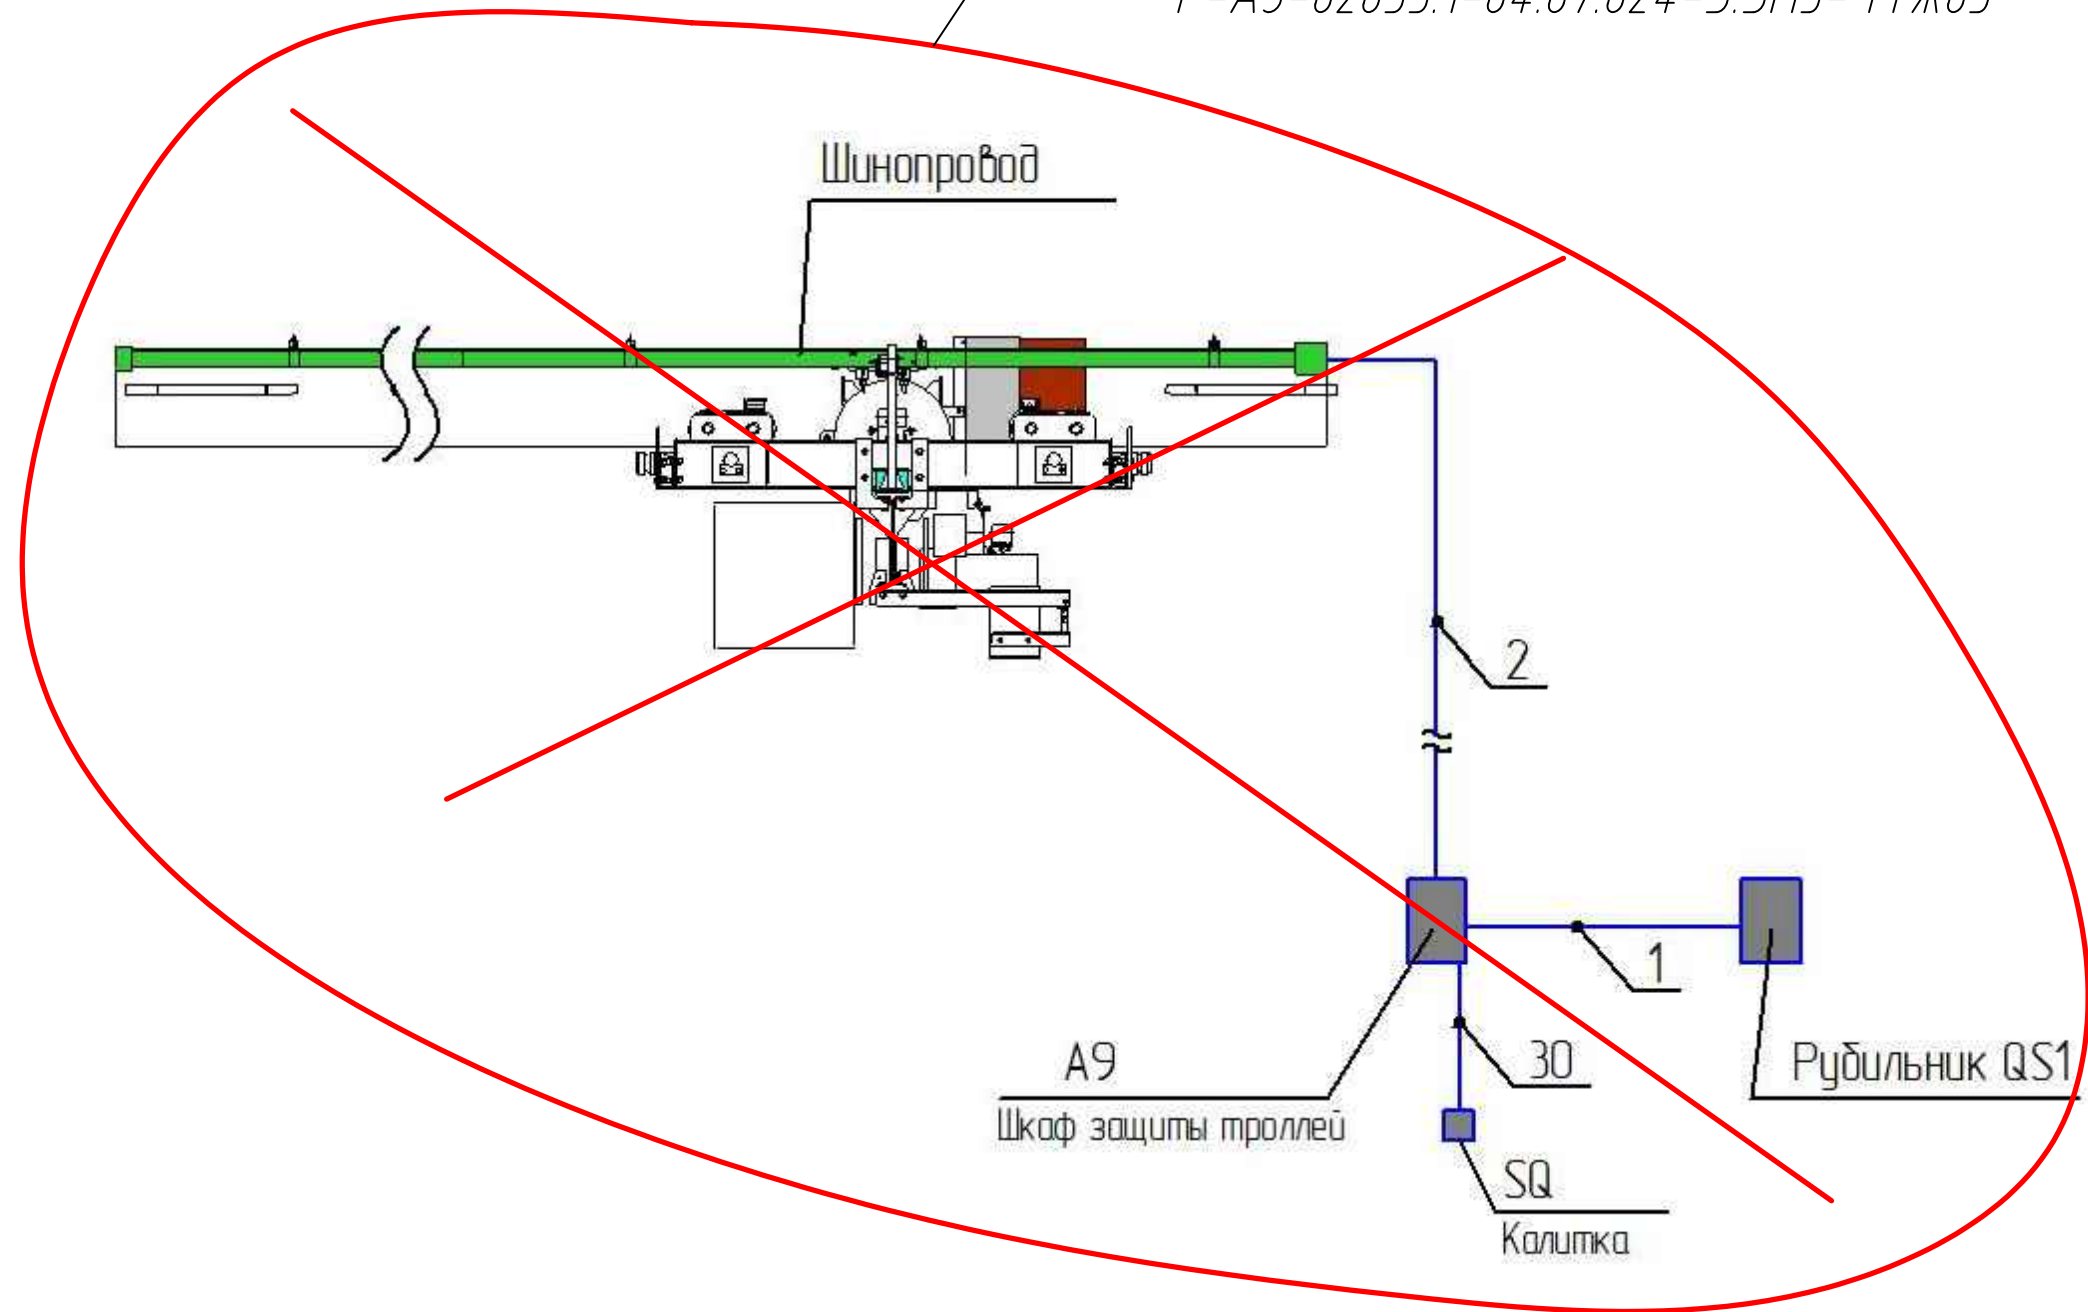 Шинопровод
2
1
А9
30
Рубильник QS1
Шкаф защиты троллей
SQ
Калитка